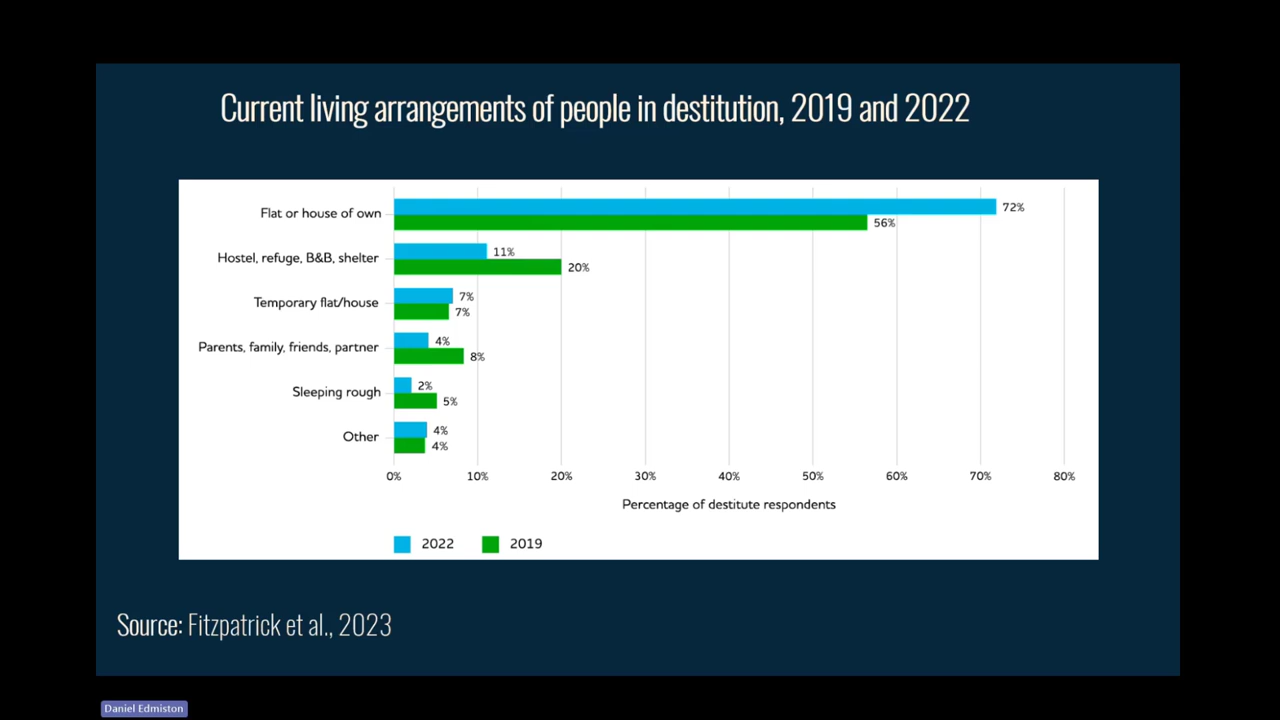 Current living arrangements of people in destitution, 2019 and 2022
Flat or house of own
72%
56%
Hostel, refuge, B&B, shelter
11%
20%
Temporary flat/house
7%
7%
Parents, family, friends, partner
4%
8%
Sleeping rough
2%
5%
Other
4%
4%
0% 10% 20% 30% 40% 50% 60% 70% 80%
Percentage of destitute respondents
2022 2019
Source: Fitzpatrick et al., 2023
Daniel Edmiston